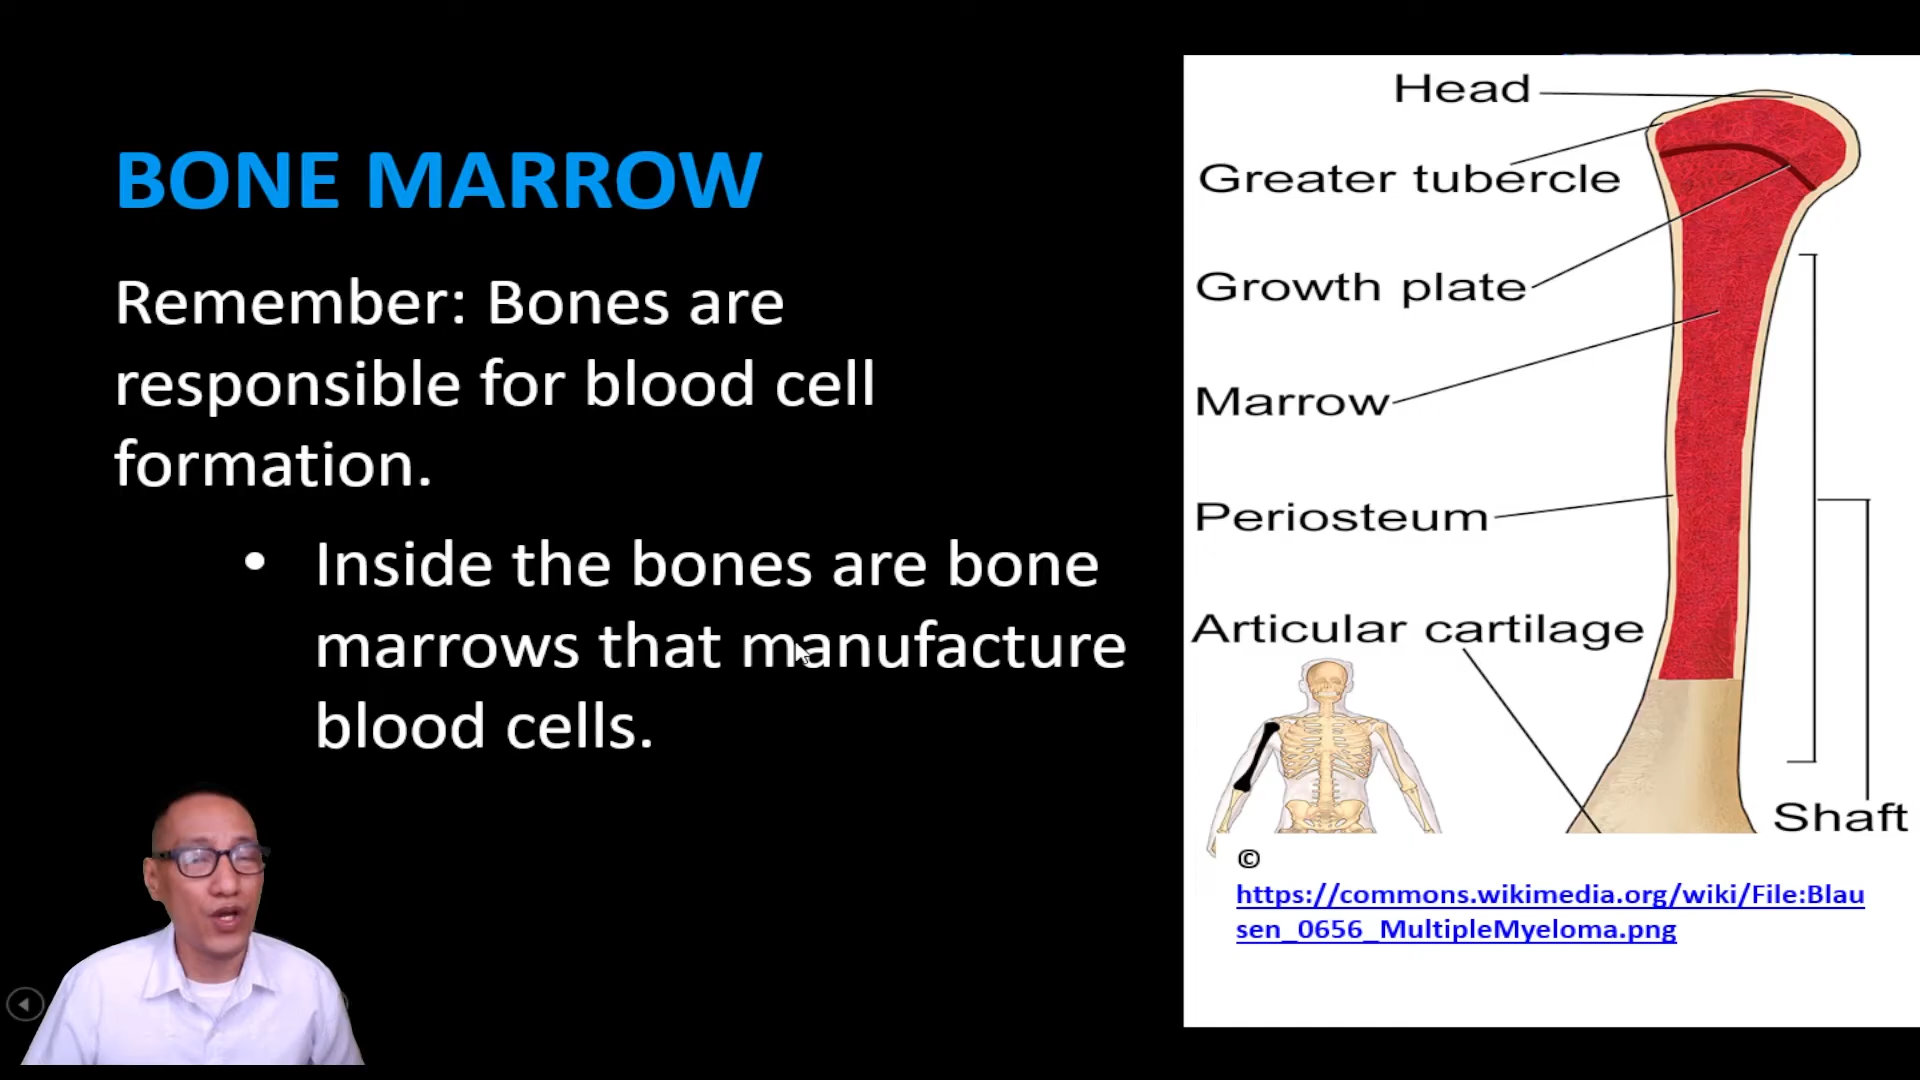 BONE MARROW
Remember: Bones are
responsible for blood cell
formation.
• Inside the bones are bone
marrows that manufacture
blood cells.
Head
Greater tubercle
Growth plate
Marrow
Periosteum
Articular cartilage
Shaft
©
https://commons.wikimedia.org/wiki/File:Blau
sen_0656_MultipleMyeloma.png